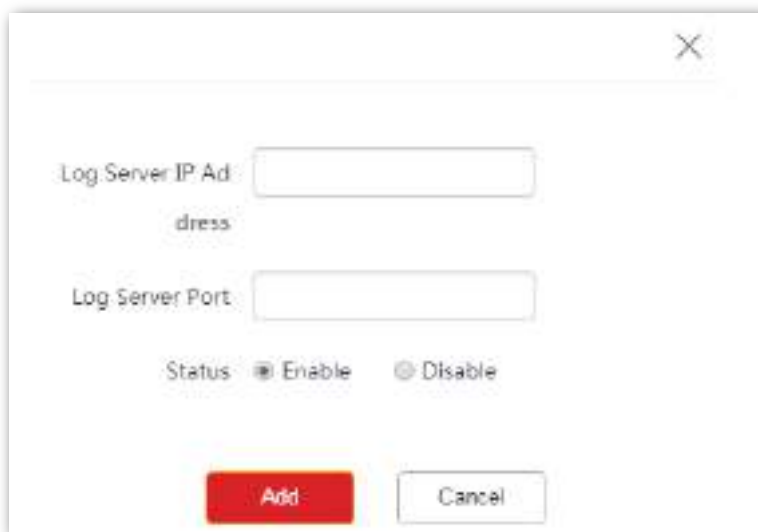 Log Server IP Ad
dress
Log Server Port
Status Enable Disable
Add Cancel